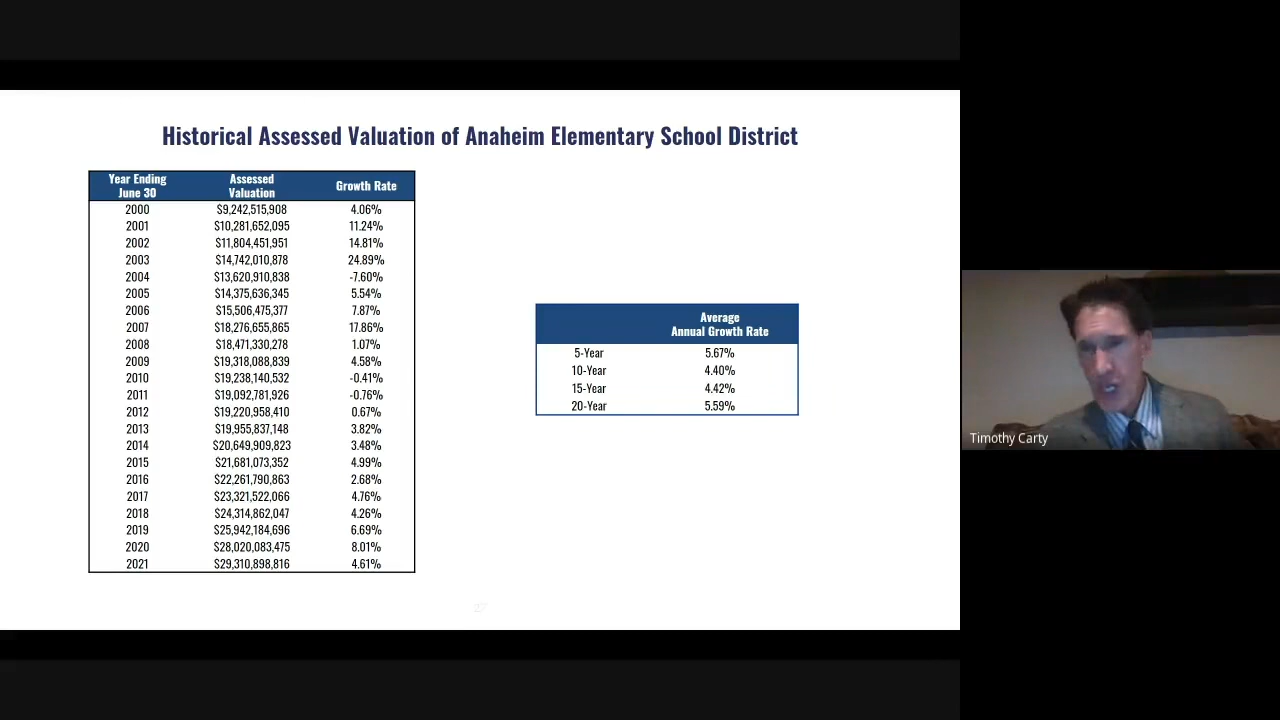 Historical Assessed Valuation of Anaheim Elementary School District
Year Ending June 30 Assessed Valuation Growth Rate
2000 $9,242,515,908 4.06%
2001 $10,281,652,095 11.24%
2002 $11,804,451,951 14.81%
2003 $14,742,010,878 24.89%
2004 $13,620,910,838 -7.60%
2005 $14,375,636,345 5.54%
2006 $15,506,475,377 7.87%
2007 $18,276,655,865 17.86%
2008 $18,471,330,278 1.07%
2009 $19,318,088,839 4.58%
2010 $19,238,140,532 -0.41%
2011 $19,092,781,926 -0.76%
2012 $19,220,958,410 0.67%
2013 $19,955,837,148 3.82%
2014 $20,649,909,823 3.48%
2015 $21,681,073,352 4.99%
2016 $22,261,790,863 2.68%
2017 $23,321,522,066 4.76%
2018 $24,314,862,047 4.26%
2019 $25,942,184,696 6.69%
2020 $28,020,083,475 8.01%
2021 $29,310,898,816 4.61%
Average
Annual Growth Rate
5-Year 5.67%
10-Year 4.40%
15-Year 4.42%
20-Year 5.59%
27
Timothy Carty